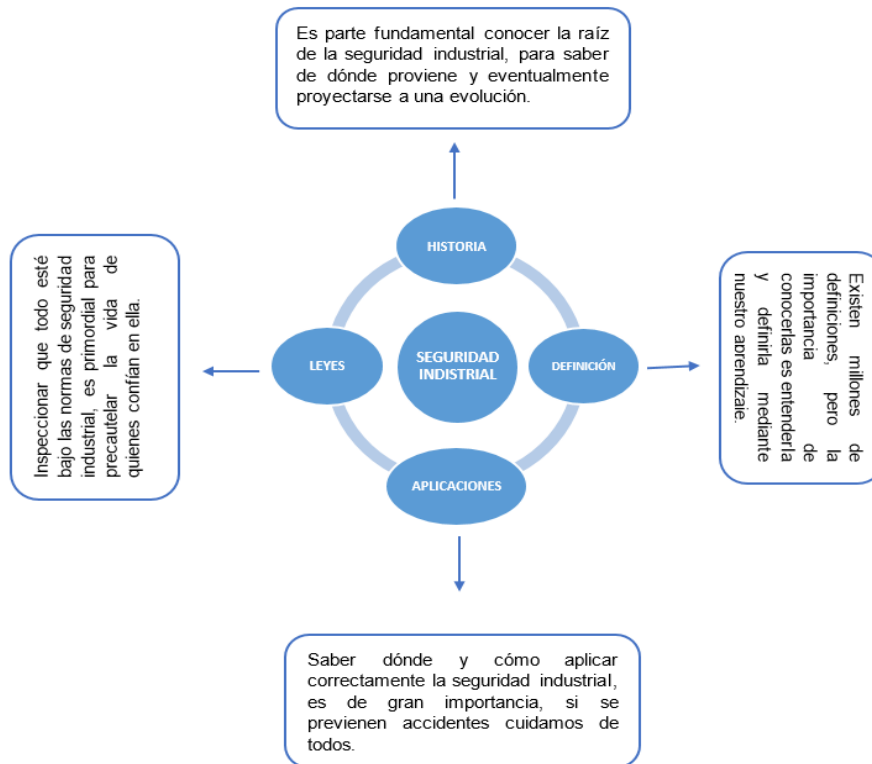 Es parte fundamental conocer la raíz
de la seguridad industrial, para saber
de dónde proviene y eventualmente
proyectarse a una evolución.
HISTORIA
Inspeccionar que todo esté
bajo las normas de seguridad
industrial, es primordial para
precautelar la vida de
quienes confían en ella.
LEYES
SEGURIDAD
INDISTRIAL
DEFINICIÓN
Existen millones de
definiciones, pero la
importancia de
conocerlas es entenderla
y definirla mediante
nuestro aprendizaje.
APLICACIONES
Saber dónde y cómo aplicar
correctamente la seguridad industrial,
es de gran importancia, si se
previenen accidentes cuidamos de
todos.